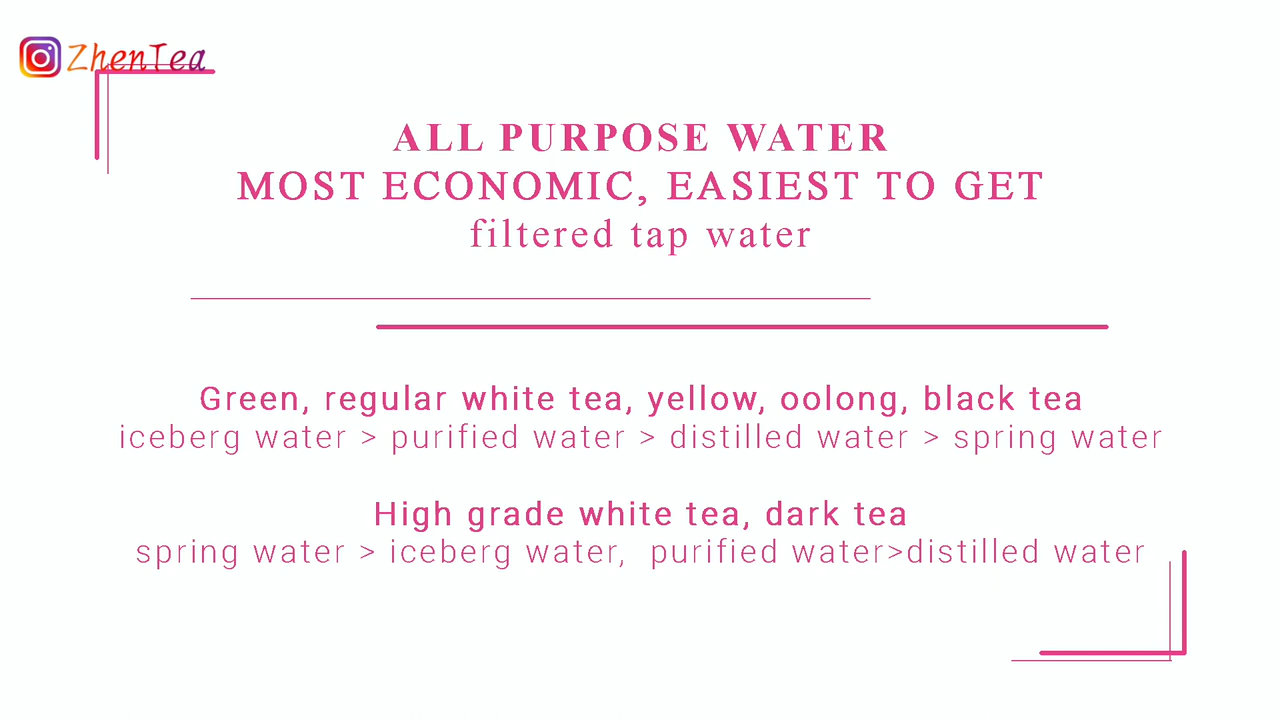 ZhenTea
ALL PURPOSE WATER
MOST ECONOMIC, EASIEST TO GET
filtered tap water
Green, regular white tea, yellow, oolong, black tea
iceberg water > purified water > distilled water > spring water
High grade white tea, dark tea
spring water > iceberg water, purified water>distilled water